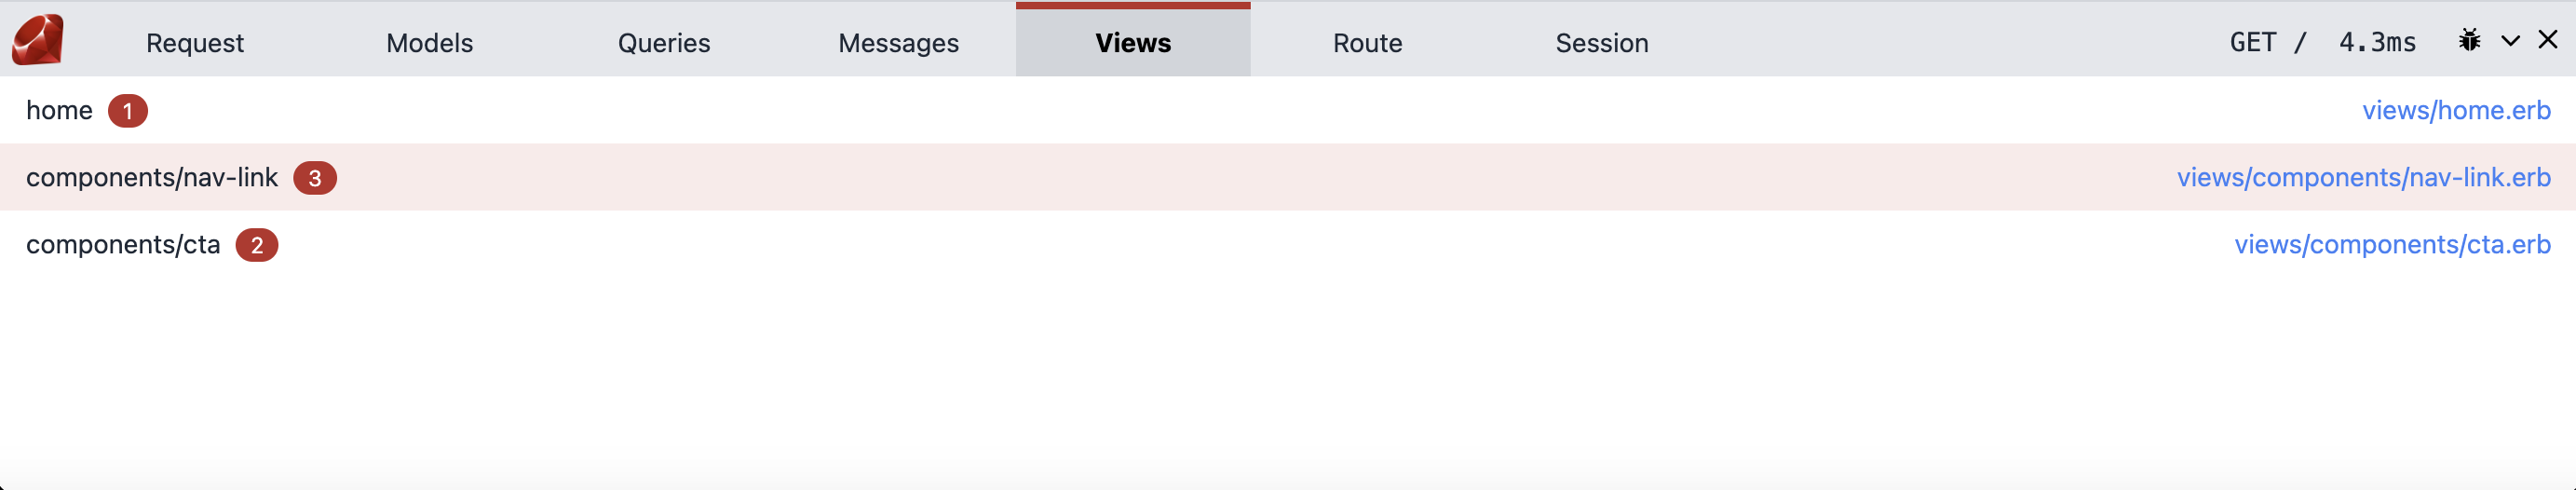 Request Models Queries Messages Views Route Session GET / 4.3ms
home 1 views/home.erb
components/nav-link 3 views/components/nav-link.erb
components/cta 2 views/components/cta.erb